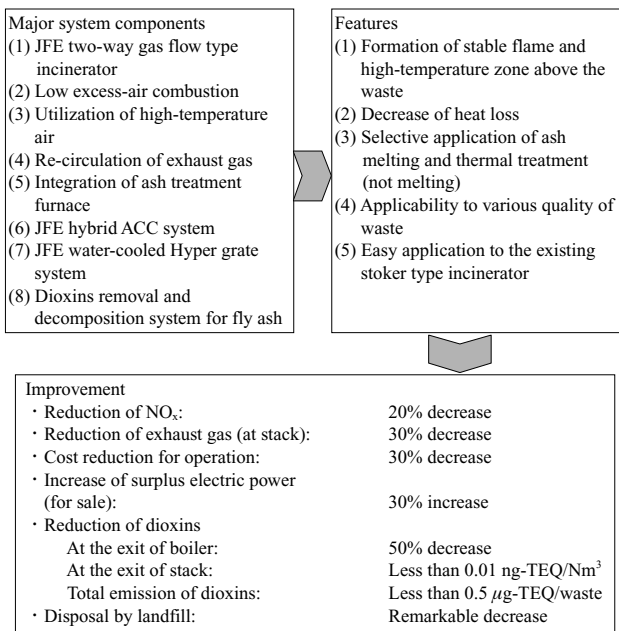 Major system components
(1) JFE two-way gas flow type
incinerator
(2) Low excess-air combustion
(3) Utilization of high-temperature
air
(4) Re-circulation of exhaust gas
(5) Integration of ash treatment
furnace
(6) JFE hybrid ACC system
(7) JFE water-cooled Hyper grate
system
(8) Dioxins removal and
decomposition system for fly ash
Features
(1) Formation of stable flame and
high-temperature zone above the
waste
(2) Decrease of heat loss
(3) Selective application of ash
melting and thermal treatment
(not melting)
(4) Applicability to various quality of
waste
(5) Easy application to the existing
stoker type incinerator
Improvement
・Reduction of NOₓ: 20% decrease
・Reduction of exhaust gas (at stack): 30% decrease
・Cost reduction for operation: 30% decrease
・Increase of surplus electric power
(for sale): 30% increase
・Reduction of dioxins
At the exit of boiler: 50% decrease
At the exit of stack: Less than 0.01 ng-TEQ/Nm³
Total emission of dioxins: Less than 0.5 μg-TEQ/waste
・Disposal by landfill: Remarkable decrease